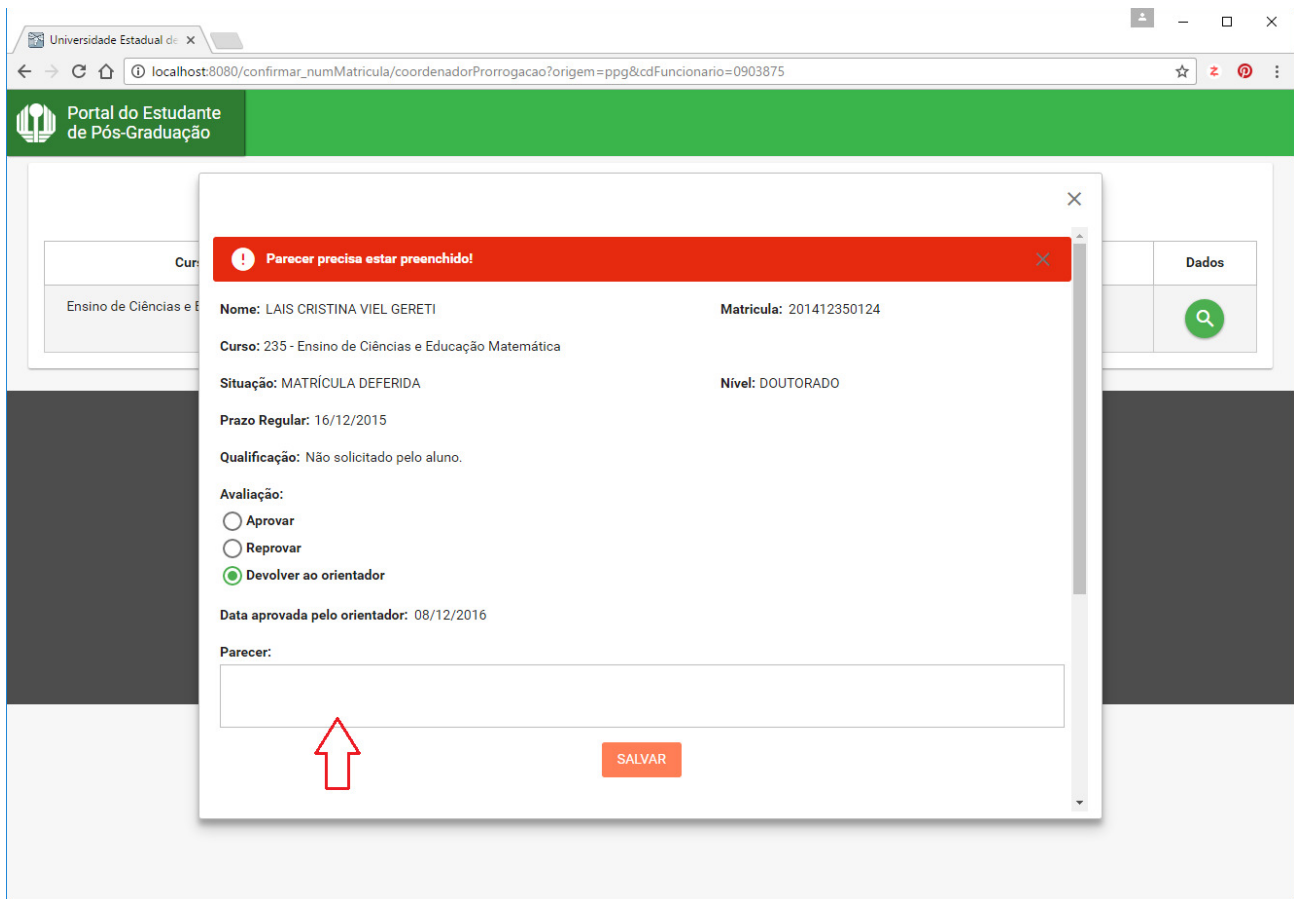 Universidade Estadual de
localhost:8080/confirmar_numMatricula/coordenadorProrrogacao?origem=ppg&cdFuncionario=0903875
Portal do Estudante
de Pós-Graduação
Parecer precisa estar preenchido!
Dados
Ensino de Ciências e
Nome: LAIS CRISTINA VIEL GERETI Matricula: 201412350124
Curso: 235 - Ensino de Ciências e Educação Matemática
Situação: MATRÍCULA DEFERIDA Nível: DOUTORADO
Prazo Regular: 16/12/2015
Qualificação: Não solicitado pelo aluno.
Avaliação:
Aprovar
Reprovar
Devolver ao orientador
Data aprovada pelo orientador: 08/12/2016
Parecer:
SALVAR